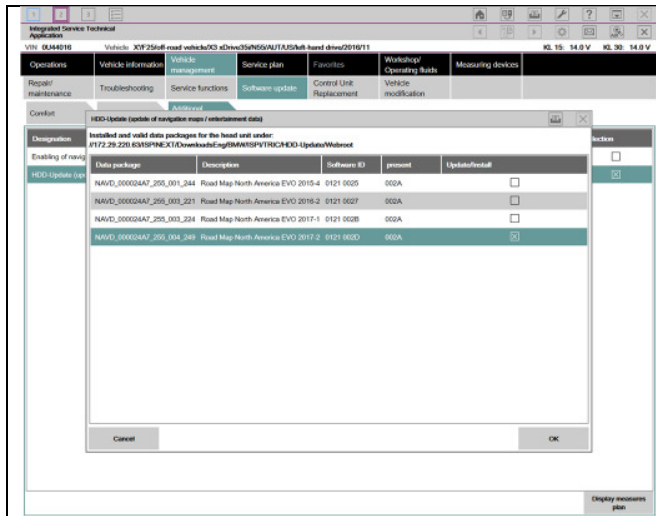 1 2 3
Integrated Service Technical
Application
VIN 0U44016 Vehicle X'/F25/off-road vehicle/X3 xDrive35i/N55/AUT/US/left-hand drive/2016/11 KL 15: 14.0 V KL 30: 14.0 V
Operations Vehicle information Vehicle management Service plan Favorites Workshop/ Operating fluids Measuring devices
Repair/ maintenance Troubleshooting Service functions Software update Control Unit Replacement Vehicle modification
Comfort Additional
HDD-Update (update of navigation maps / entertainment data)
Designation
Enabling of navig
HDD-Update (up
Installed and valid data packages for the head unit under:
//172.29.220.63/ISPINEXT/DownloadsEng/BMW/ISPI/TRIC/HDD-Update/Webroot
Data package Description Software ID present Update/Install
NAVD_000024A7_255_001_244 Road Map North America EVO 2015-4 0121 0025 002A
NAVD_000024A7_255_003_221 Road Map North America EVO 2016-2 0121 0027 002A
NAVD_000024A7_255_003_224 Road Map North America EVO 2017-1 0121 002B 002A
NAVD_000024A7_255_004_249 Road Map North America EVO 2017-2 0121 002D 002A
Cancel OK
Display measures
plan